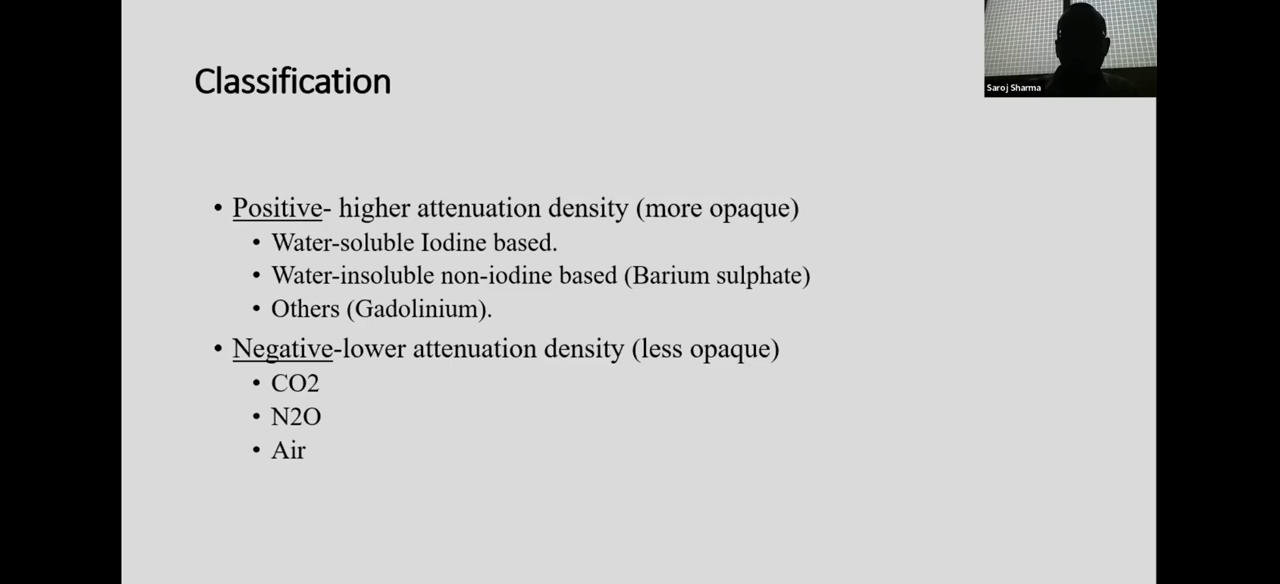 Saroj Sharma
Classification
• Positive- higher attenuation density (more opaque)
• Water-soluble Iodine based.
• Water-insoluble non-iodine based (Barium sulphate)
• Others (Gadolinium).
• Negative-lower attenuation density (less opaque)
• CO2
• N2O
• Air